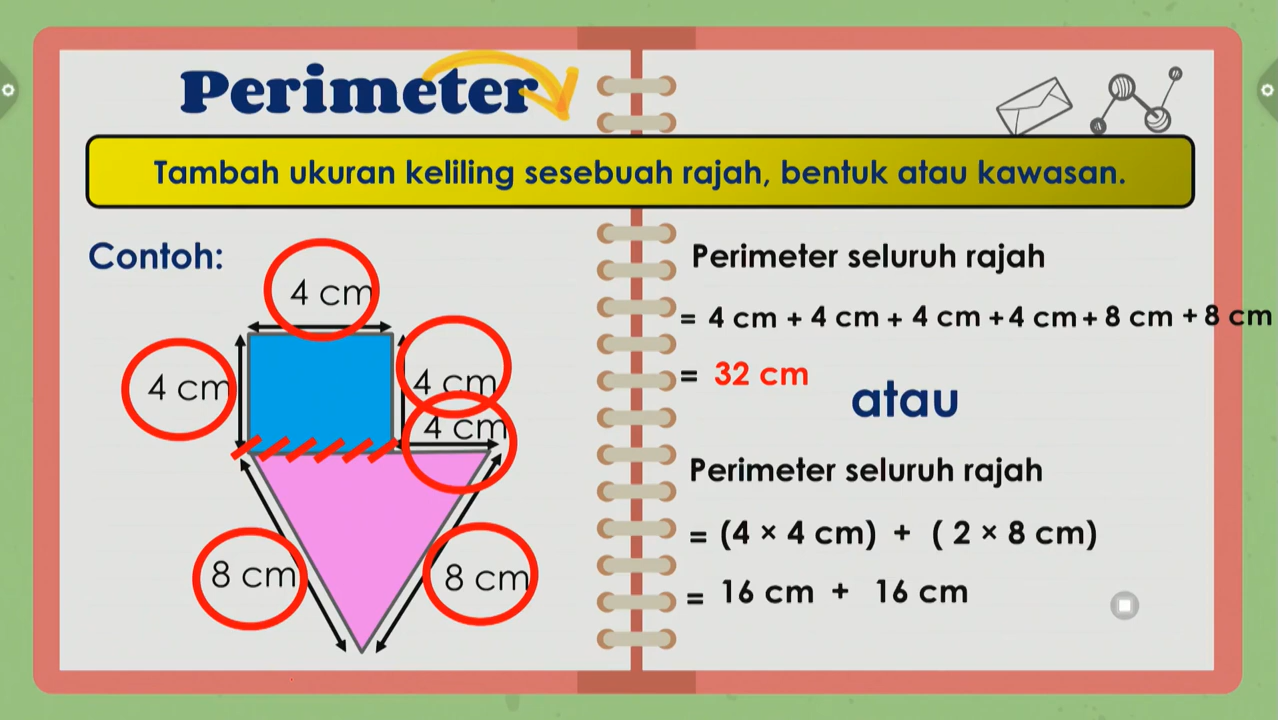 Perimeter
Tambah ukuran keliling sesebuah rajah, bentuk atau kawasan.
Contoh:
4 cm
4 cm
4 cm
4 cm
8 cm
8 cm
Perimeter seluruh rajah
= 4 cm + 4 cm + 4 cm + 4 cm + 8 cm + 8 cm
= 32 cm
atau
Perimeter seluruh rajah
= (4 × 4 cm) + ( 2 × 8 cm)
= 16 cm + 16 cm